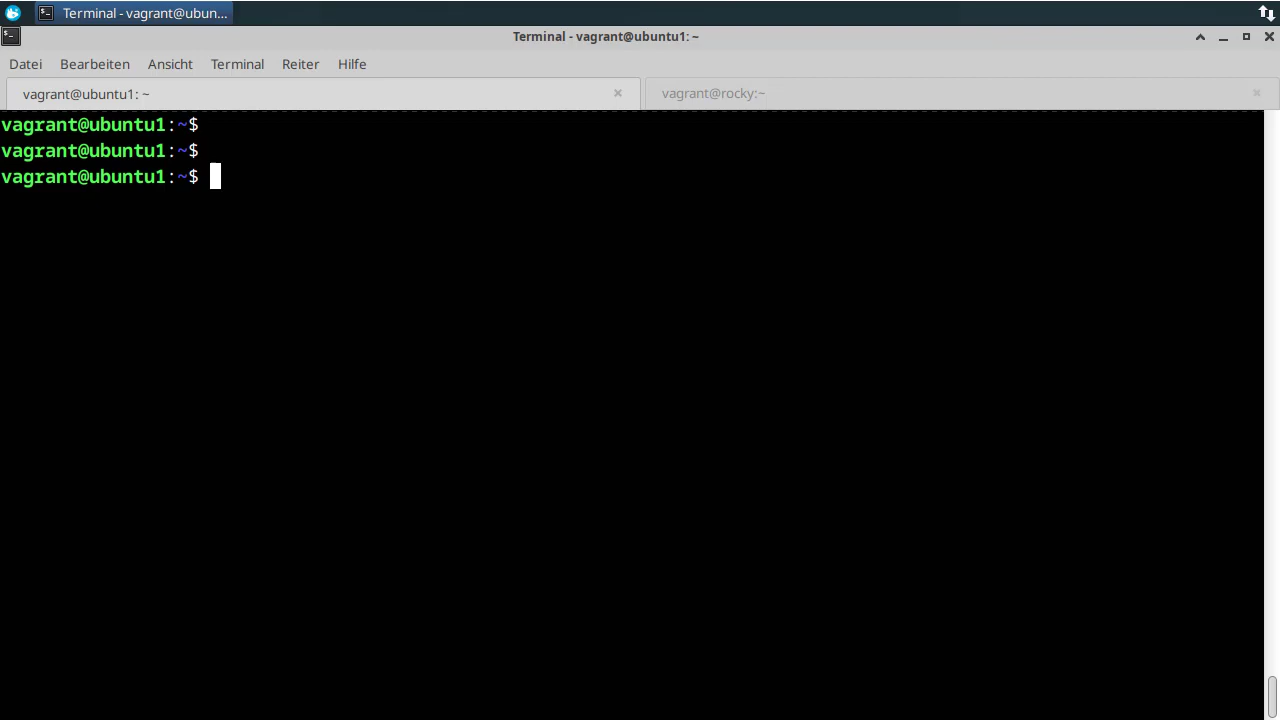 Terminal - vagrant@ubun...
Terminal - vagrant@ubuntu1: ~
Datei Bearbeiten Ansicht Terminal Reiter Hilfe
vagrant@ubuntu1: ~ vagrant@rocky:~
vagrant@ubuntu1:~$
vagrant@ubuntu1:~$
vagrant@ubuntu1:~$